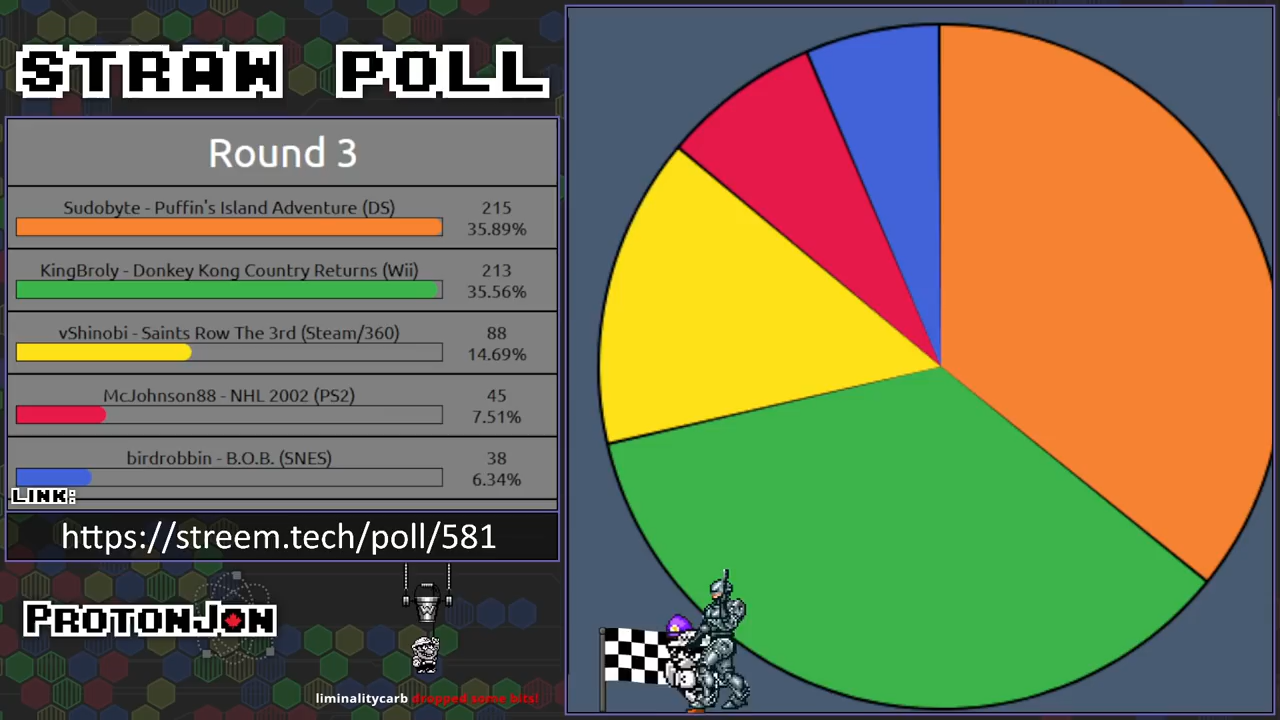 STRAW POLL
Round 3
Sudobyte - Puffin's Island Adventure (DS)
215
35.89%
KingBroly - Donkey Kong Country Returns (Wii)
213
35.56%
vShinobi - Saints Row The 3rd (Steam/360)
88
14.69%
McJohnson88 - NHL 2002 (PS2)
45
7.51%
birdrobbin - B.O.B. (SNES)
38
6.34%
LINK:
https://streem.tech/poll/581
PROTONJON
liminalitycarb dropped some bits!